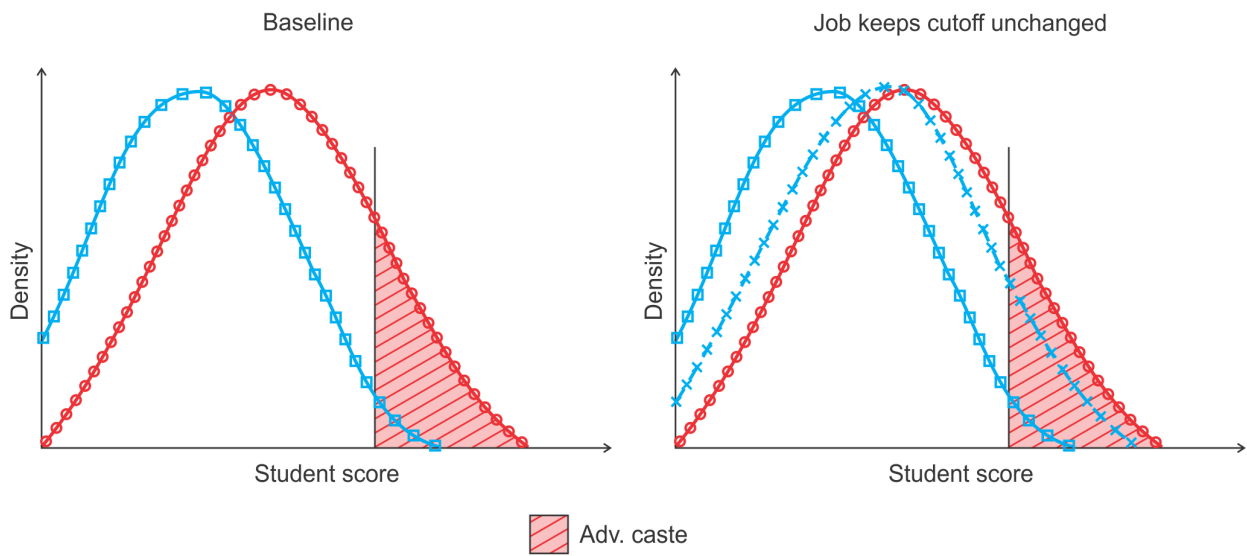 Baseline
Job keeps cutoff unchanged
Density
Density
Student score
Student score
Adv. caste